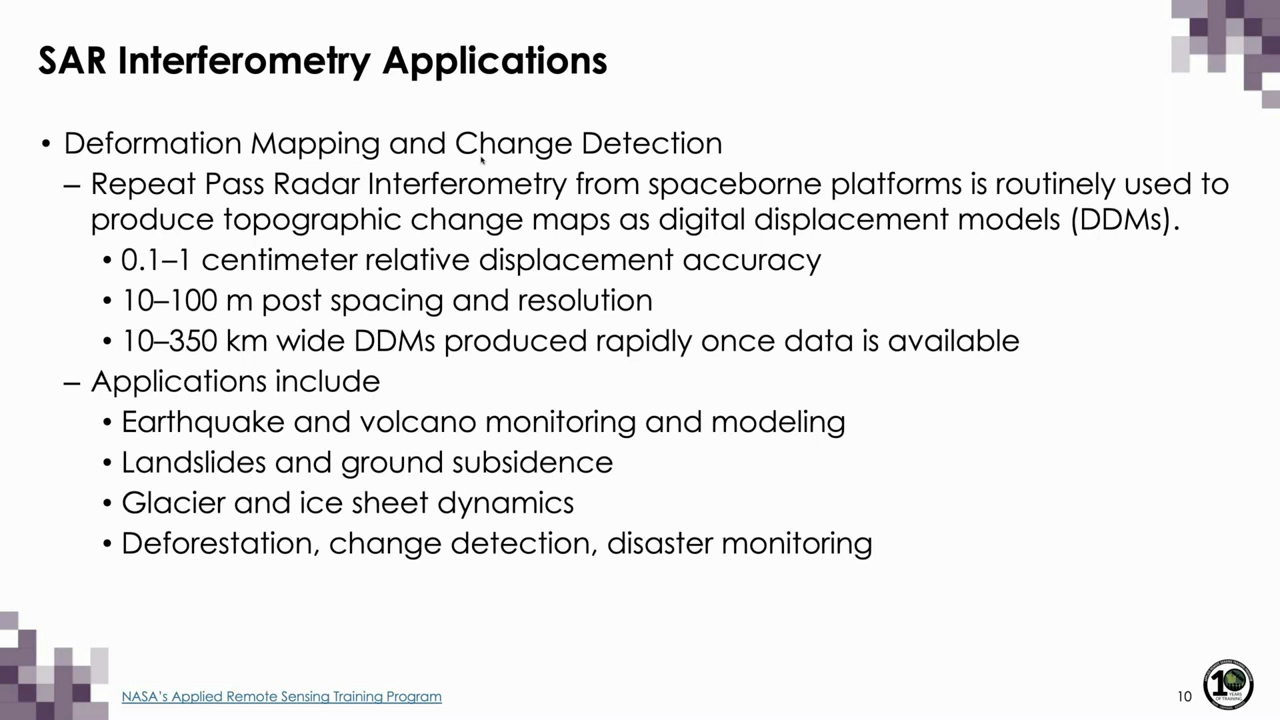 SAR Interferometry Applications
• Deformation Mapping and Change Detection
– Repeat Pass Radar Interferometry from spaceborne platforms is routinely used to
produce topographic change maps as digital displacement models (DDMs).
• 0.1–1 centimeter relative displacement accuracy
• 10–100 m post spacing and resolution
• 10–350 km wide DDMs produced rapidly once data is available
– Applications include
• Earthquake and volcano monitoring and modeling
• Landslides and ground subsidence
• Glacier and ice sheet dynamics
• Deforestation, change detection, disaster monitoring
NASA's Applied Remote Sensing Training Program
10
10
YEARS
OF TRAINING